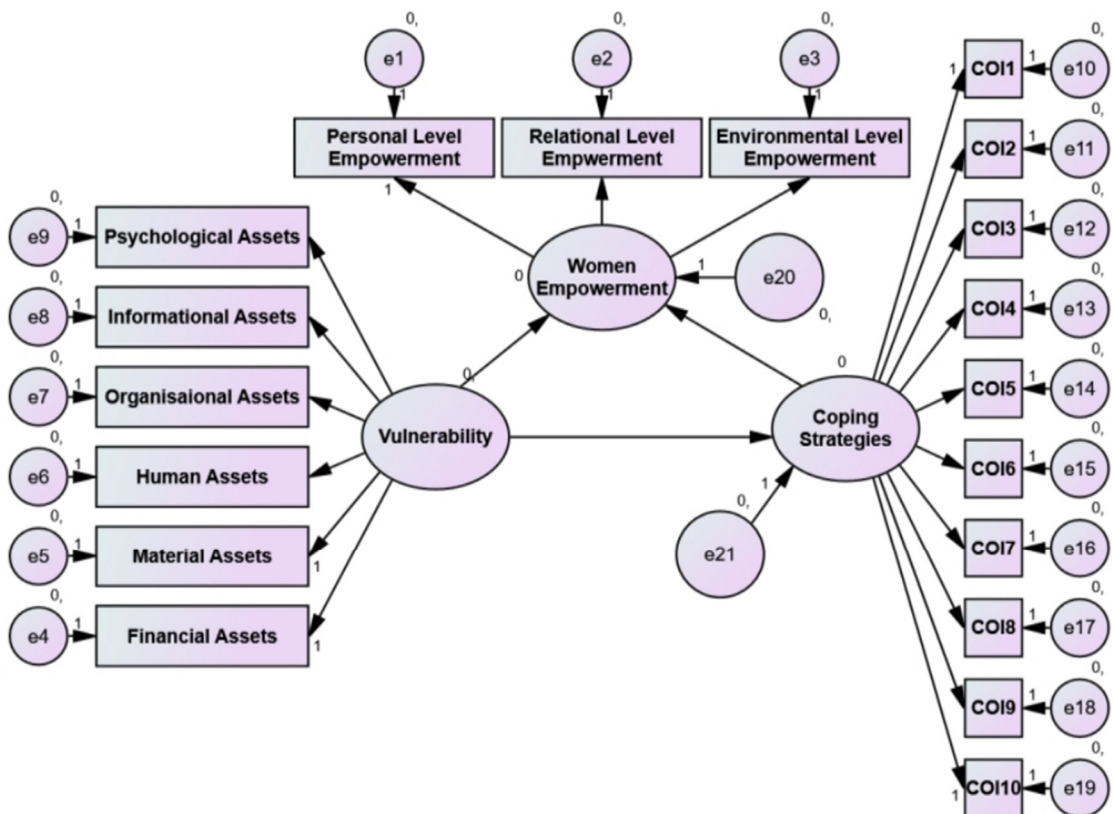 0,
0,
0,
0,
e1
e2
e3
1
COI1
1
e10
1
1
1
0,
Personal Level
Empowerment
Relational Level
Empwerment
Environmental Level
Empowerment
COI2
1
e11
1
0,
0,
e9
1
Psychological Assets
COI3
1
e12
Women
Empowerment
0
1
e20
0,
0,
0,
e8
1
Informational Assets
COI4
1
e13
0
0,
0,
0,
e7
1
Organisaional Assets
COI5
1
e14
Vulnerability
Coping
Strategies
0,
0,
e6
1
Human Assets
COI6
1
e15
1
0,
0,
0,
e5
1
Material Assets
1
e21
COI7
1
e16
0,
0,
e4
1
Financial Assets
1
COI8
1
e17
0,
COI9
1
e18
0,
1
COI10
1
e19